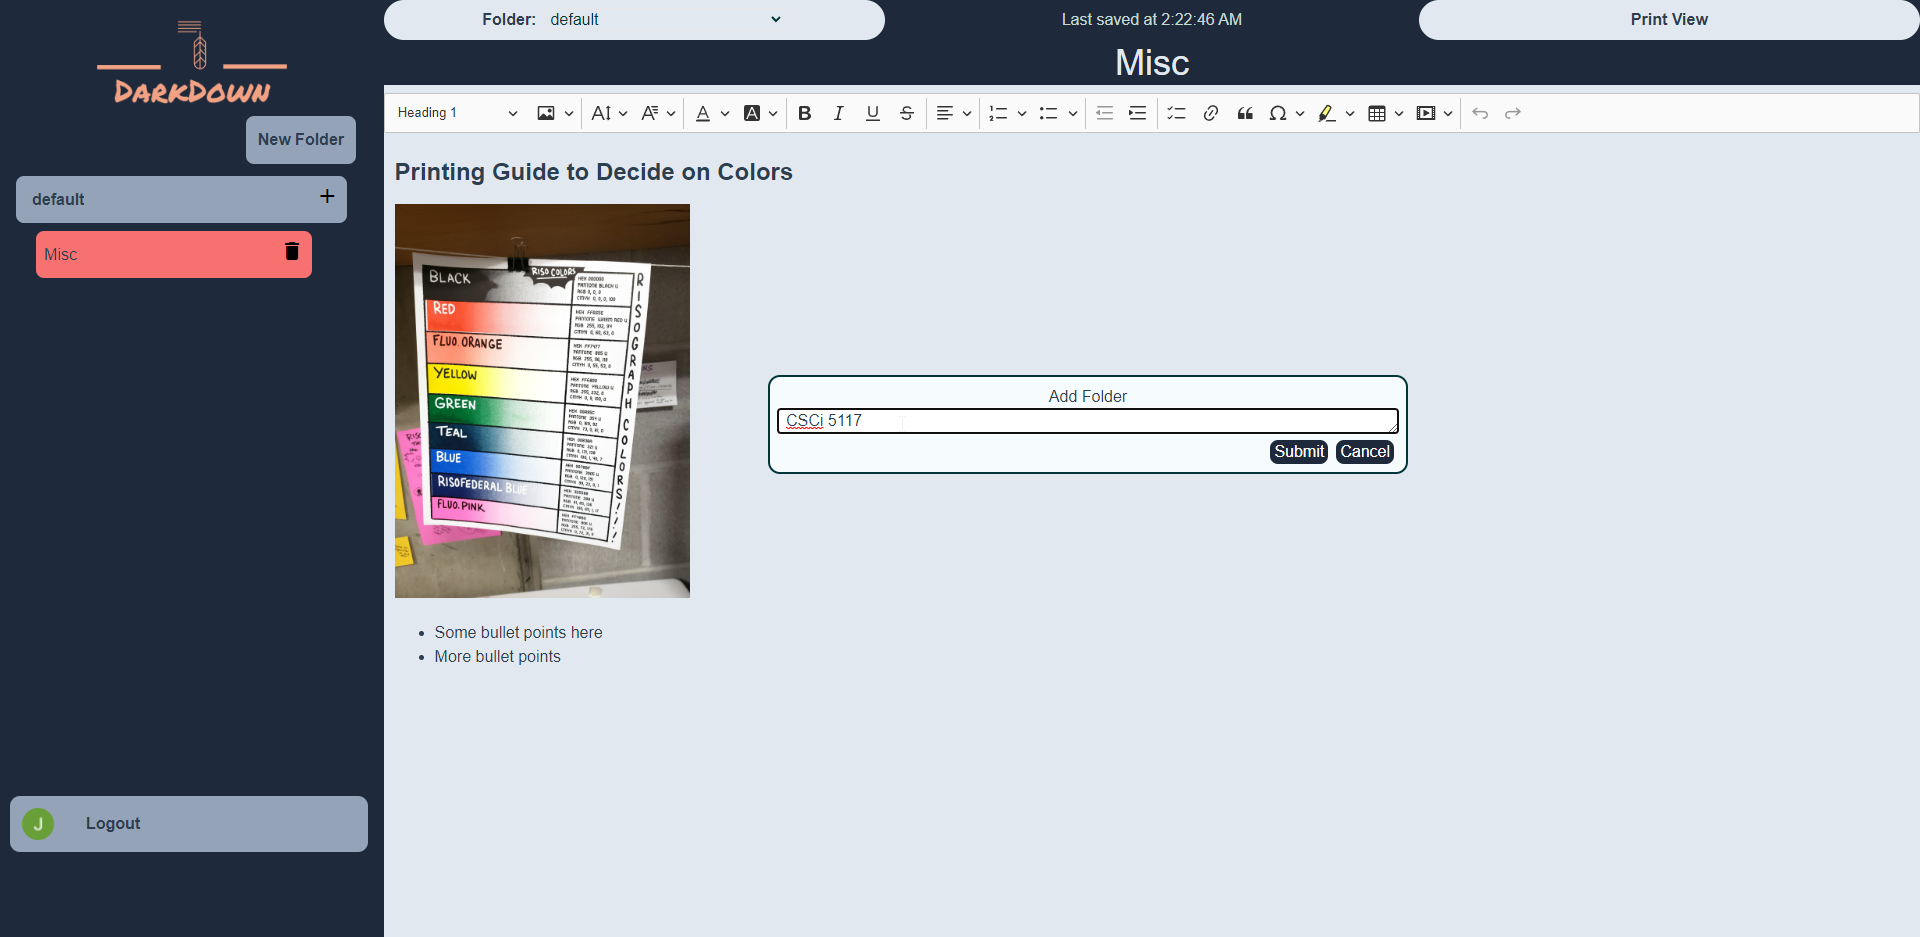 DARKDOWN
New Folder
default
Misc
J Logout
Folder: default
Last saved at 2:22:46 AM
Print View
Misc
Heading 1
Printing Guide to Decide on Colors
RISO COLORS
RISOGRAPH COLORS!!!
BLACK
RED
FLUO. ORANGE
YELLOW
GREEN
TEAL
BLUE
RISOFEDERAL BLUE
FLUO. PINK
Some bullet points here
More bullet points
Add Folder
CSCi 5117
Submit Cancel